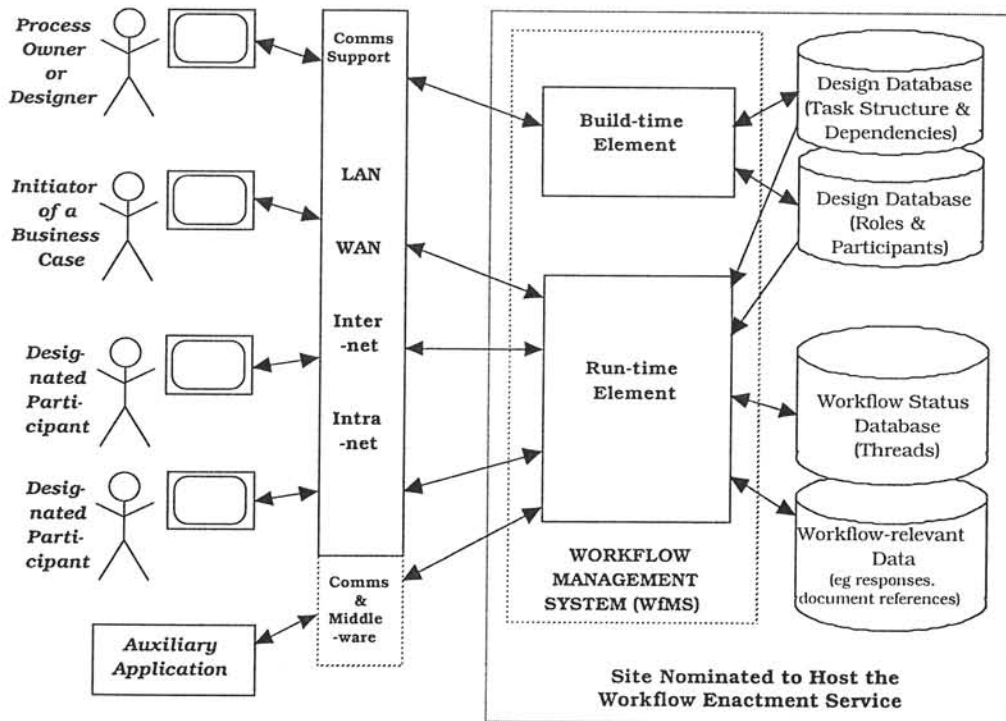 Process
Owner
or
Designer
Initiator
of a
Business
Case
Desig-
nated
Parti-
cipant
Desig-
nated
Parti-
cipant
Auxiliary
Application
Comms
Support
LAN
WAN
Inter
-net
Intra
-net
Comms
&
Middle
-ware
Build-time
Element
Run-time
Element
WORKFLOW
MANAGEMENT
SYSTEM (WfMS)
Design Database
(Task Structure &
Dependencies)
Design Database
(Roles &
Participants)
Workflow Status
Database
(Threads)
Workflow-relevant
Data
(eg responses.
document references)
Site Nominated to Host the
Workflow Enactment Service